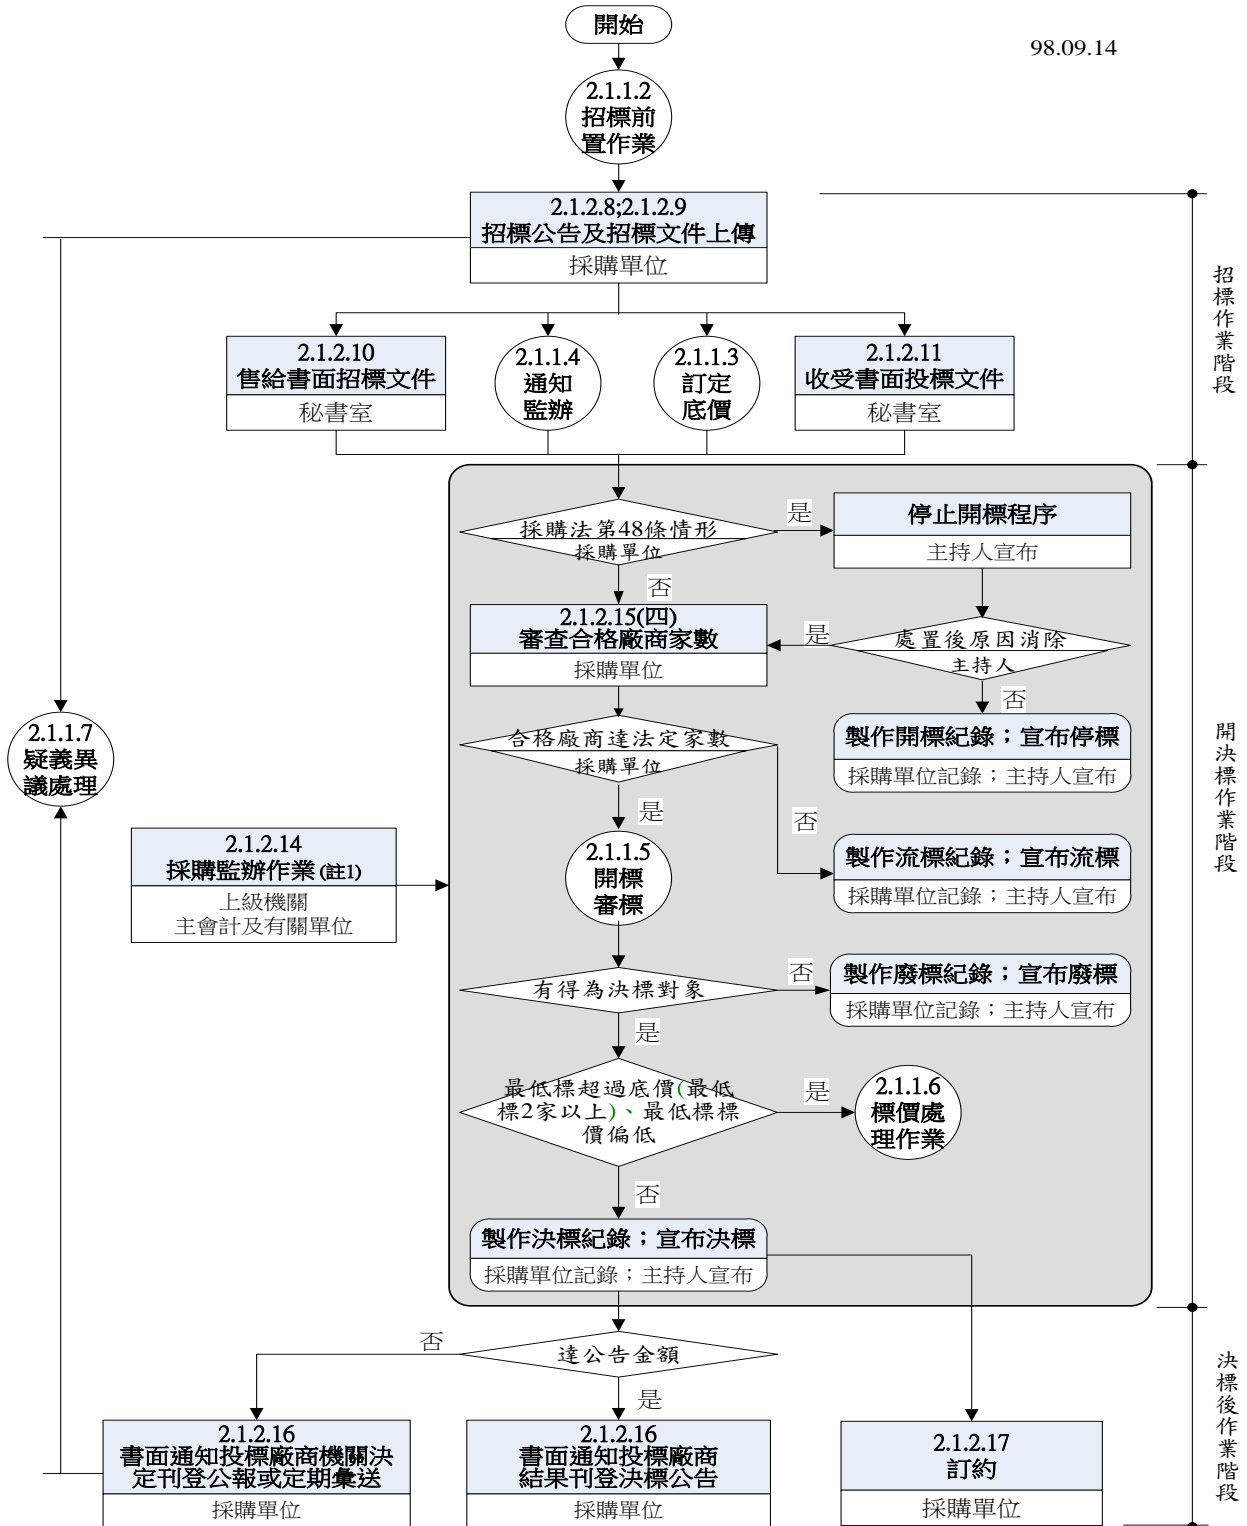 開始
98.09.14
2.1.1.2
招標前
置作業
2.1.2.8;2.1.2.9
招標公告及招標文件上傳
採購單位
招標作業階段
2.1.2.10
售給書面招標文件
秘書室
2.1.1.4
通知
監辦
2.1.1.3
訂定
底價
2.1.2.11
收受書面投標文件
秘書室
採購法第48條情形
採購單位
是
停止開標程序
主持人宣布
否
2.1.2.15(四)
審查合格廠商家數
採購單位
是
處置後原因消除
主持人
否
合格廠商達法定家數
採購單位
製作開標紀錄；宣布停標
採購單位記錄；主持人宣布
開決標作業階段
2.1.1.7
疑義異
議處理
是
否
2.1.2.14
採購監辦作業(註1)
上級機關
主會計及有關單位
2.1.1.5
開標
審標
製作流標紀錄；宣布流標
採購單位記錄；主持人宣布
有得為決標對象
否
製作廢標紀錄；宣布廢標
採購單位記錄；主持人宣布
是
最低標超過底價(最低
標2家以上)、最低標標
價偏低
是
2.1.1.6
標價處
理作業
否
製作決標紀錄；宣布決標
採購單位記錄；主持人宣布
達公告金額
否
是
決標後作業階段
2.1.2.16
書面通知投標廠商機關決
定刊登公報或定期彙送
採購單位
2.1.2.16
書面通知投標廠商
結果刊登決標公告
採購單位
2.1.2.17
訂約
採購單位